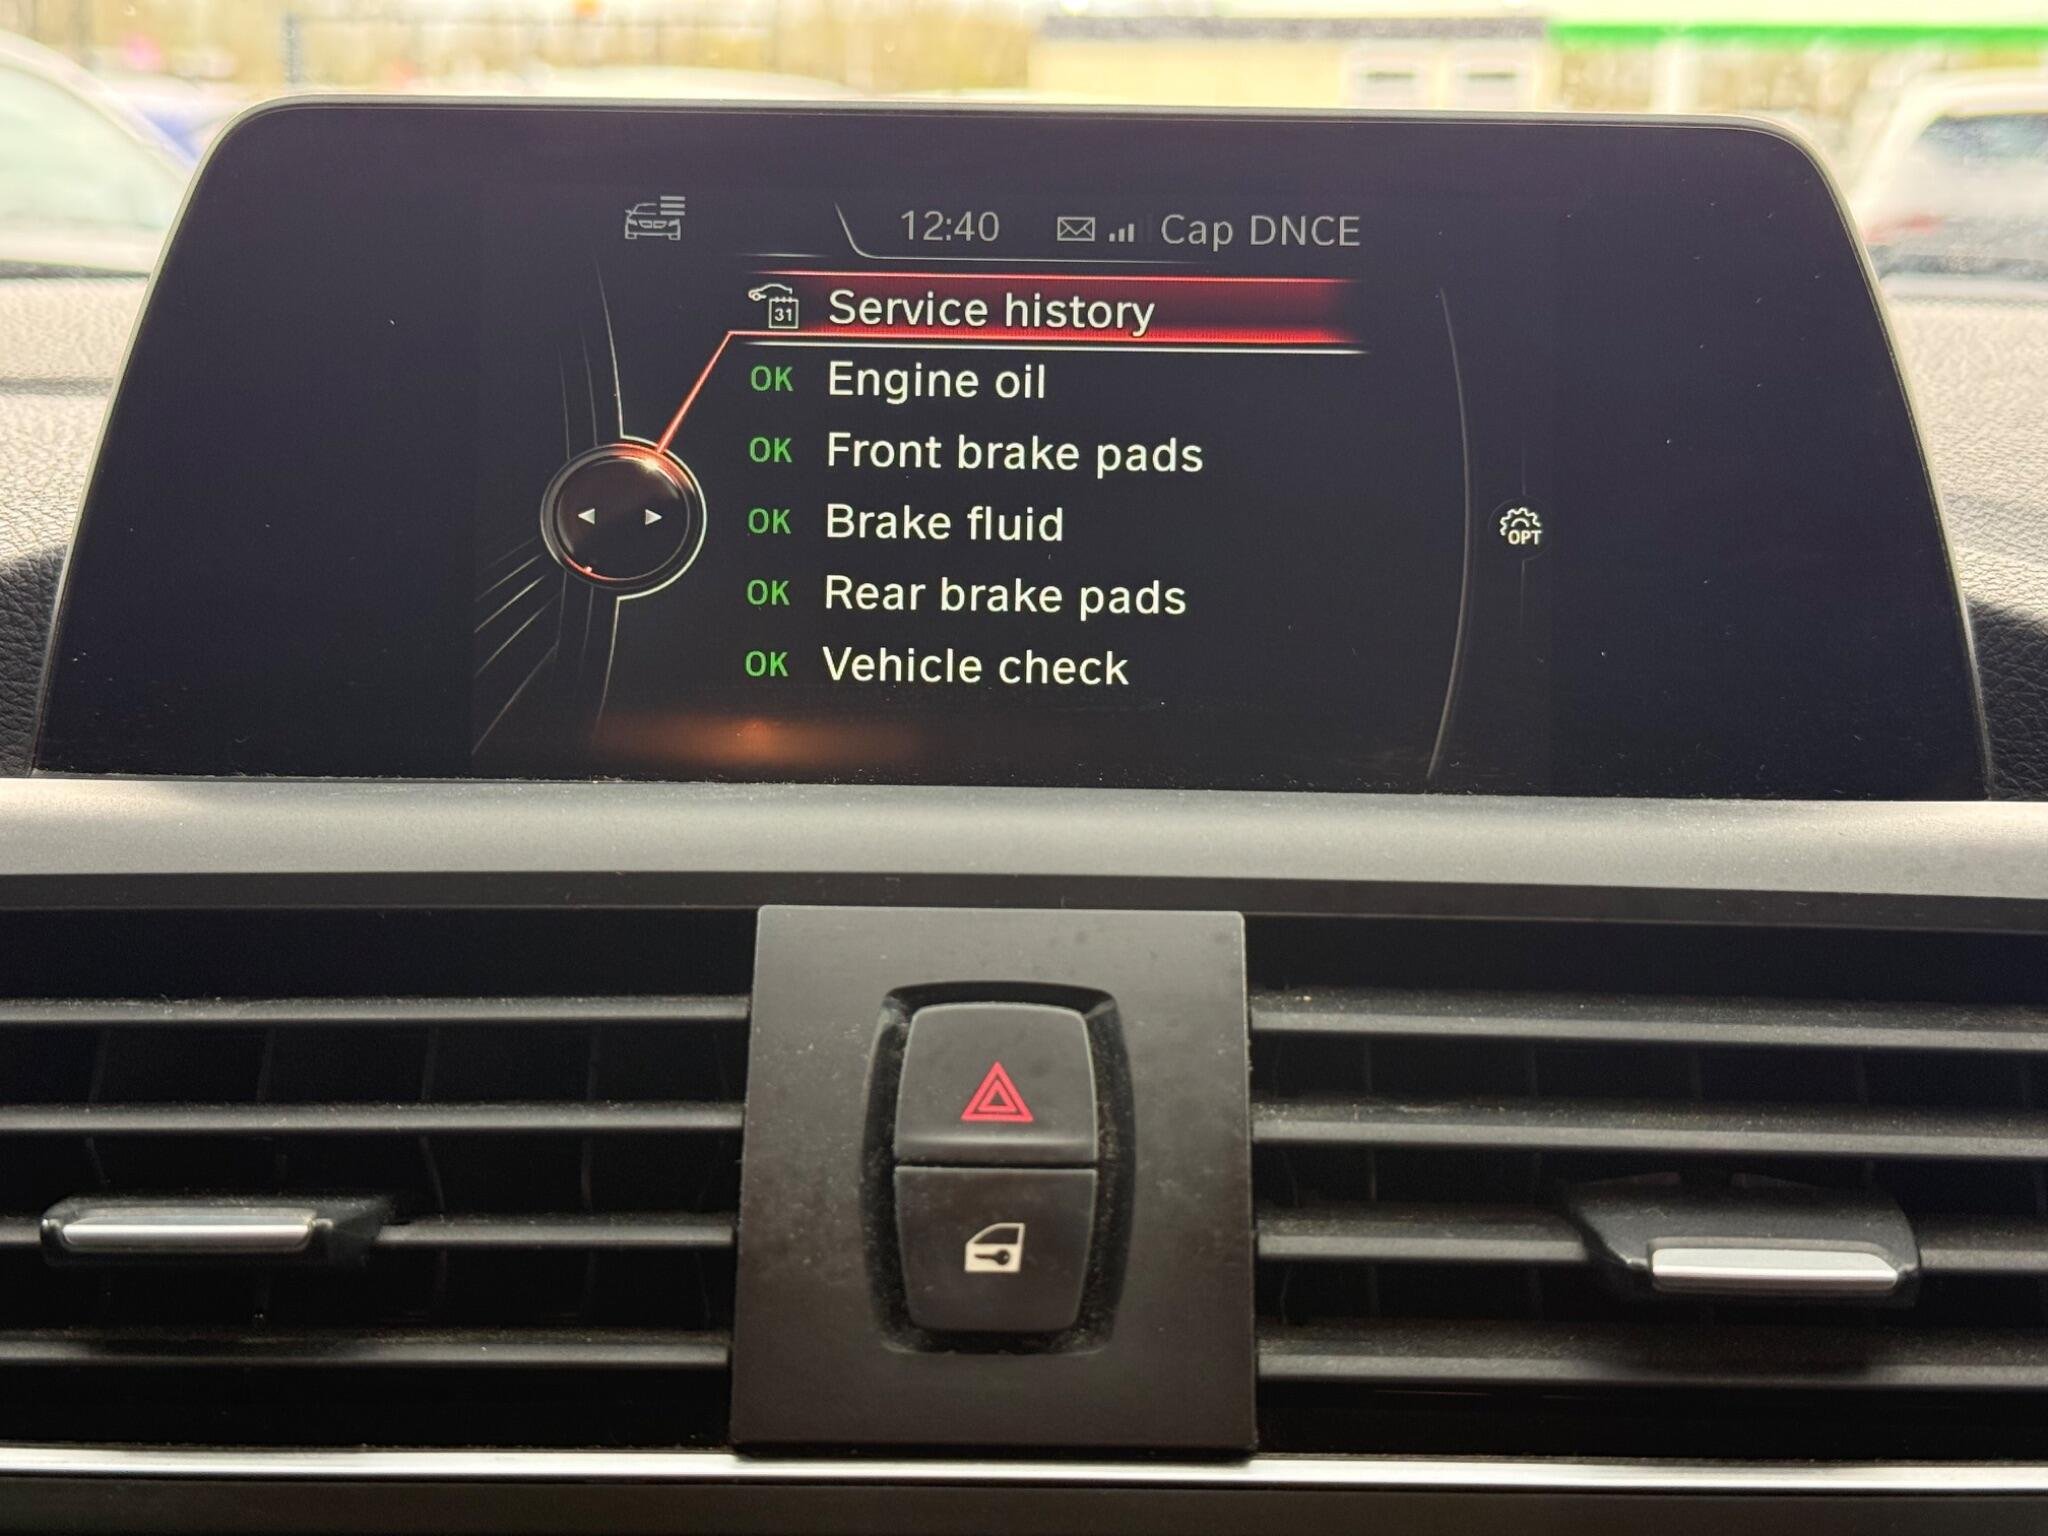 12:40 Cap DNCE
31 Service history
OK Engine oil
OK Front brake pads
OK Brake fluid
OPT
OK Rear brake pads
OK Vehicle check